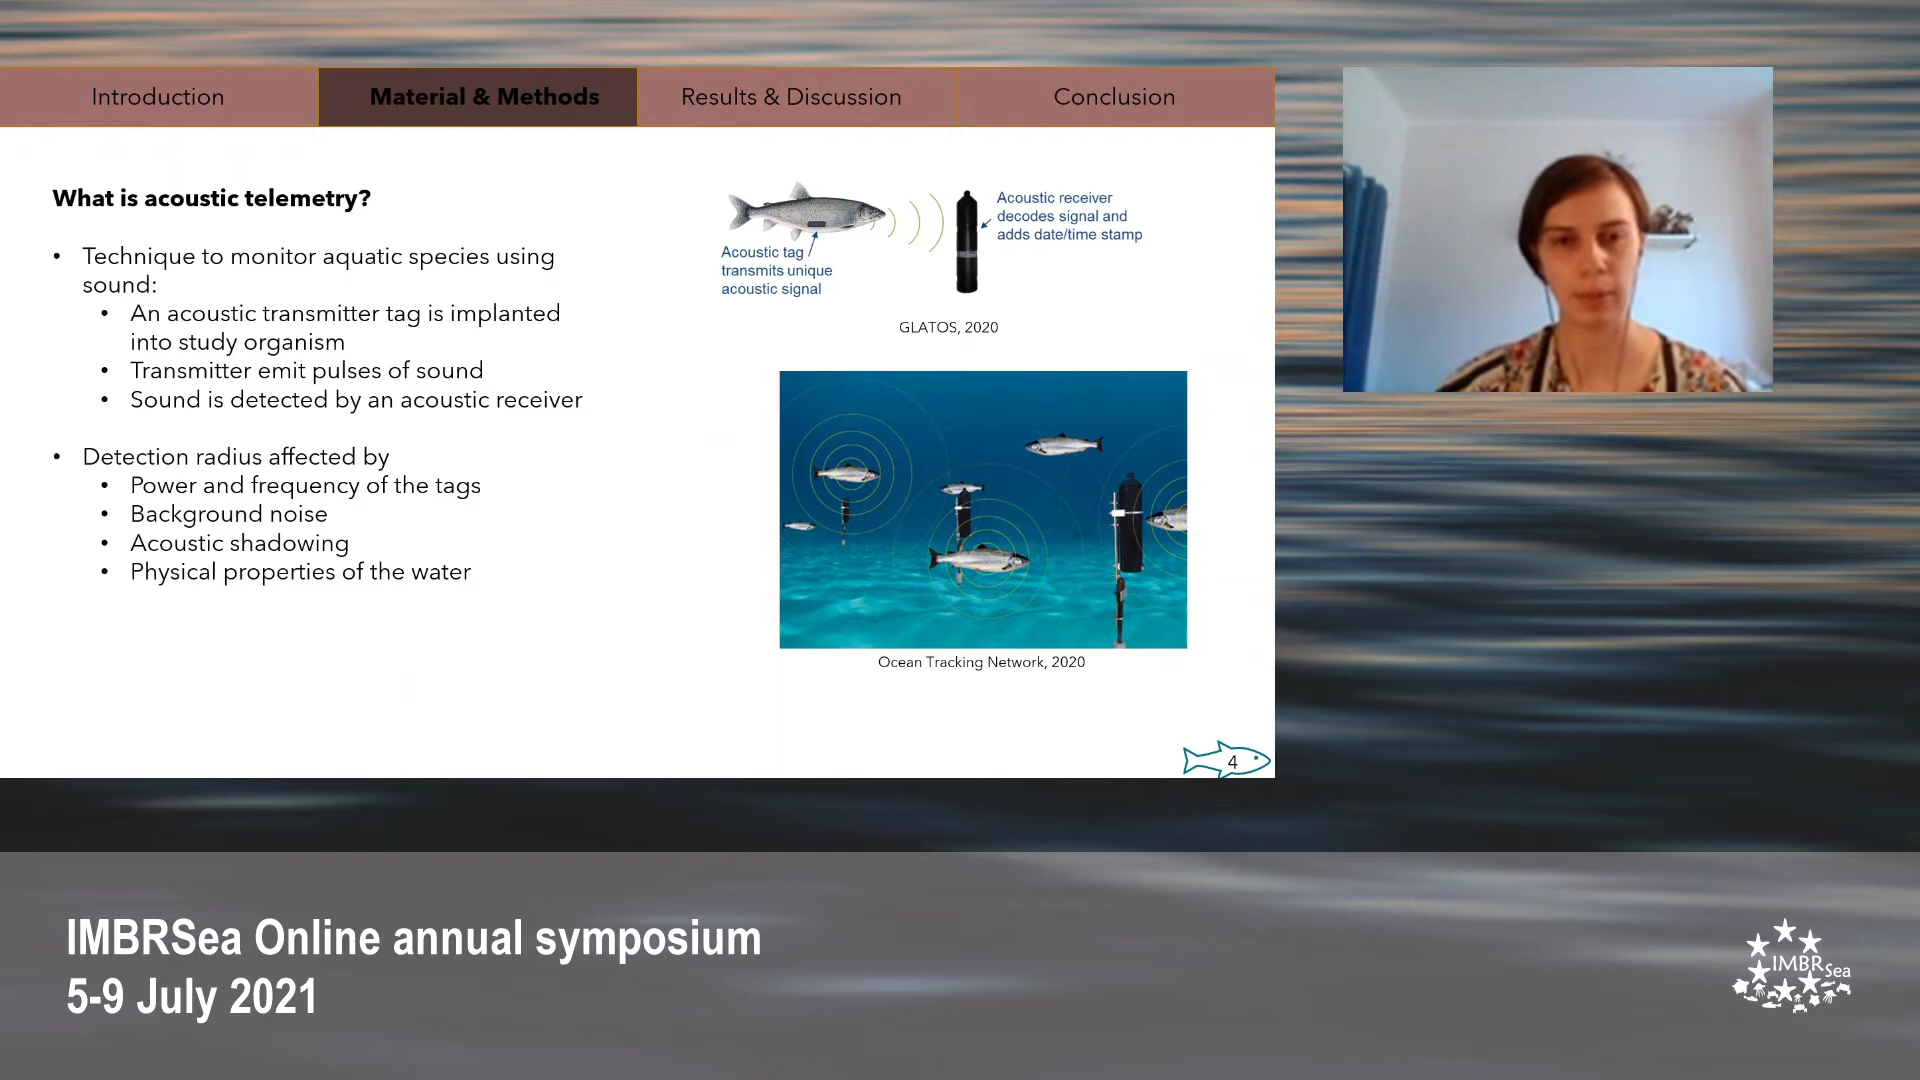 Introduction
Material & Methods
Results & Discussion
Conclusion
What is acoustic telemetry?
• Technique to monitor aquatic species using
sound:
• An acoustic transmitter tag is implanted
into study organism
• Transmitter emit pulses of sound
• Sound is detected by an acoustic receiver
• Detection radius affected by
• Power and frequency of the tags
• Background noise
• Acoustic shadowing
• Physical properties of the water
Acoustic tag
transmits unique
acoustic signal
Acoustic receiver
decodes signal and
adds date/time stamp
GLATOS, 2020
Ocean Tracking Network, 2020
4
IMBRSea Online annual symposium
5-9 July 2021
IMBRSea